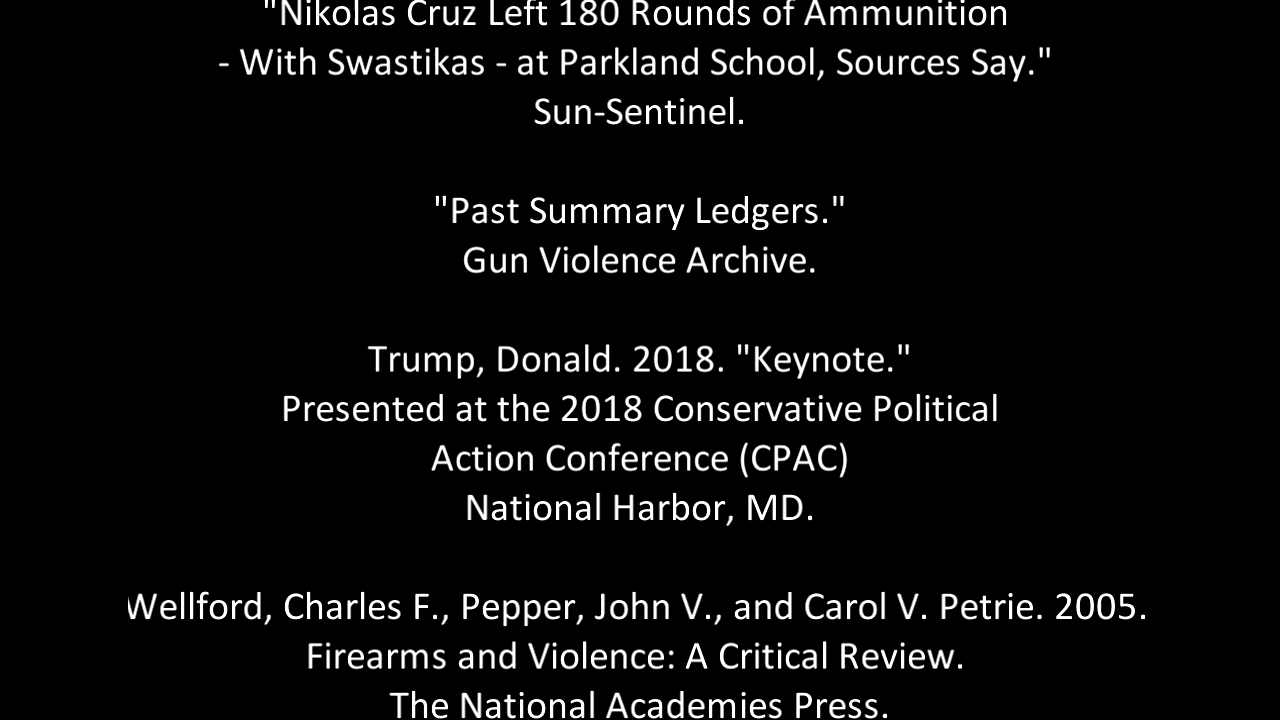 "Nikolas Cruz Left 180 Rounds of Ammunition
- With Swastikas - at Parkland School, Sources Say."
Sun-Sentinel.
"Past Summary Ledgers."
Gun Violence Archive.
Trump, Donald. 2018. "Keynote."
Presented at the 2018 Conservative Political
Action Conference (CPAC)
National Harbor, MD.
Wellford, Charles F., Pepper, John V., and Carol V. Petrie. 2005.
Firearms and Violence: A Critical Review.
The National Academies Press.